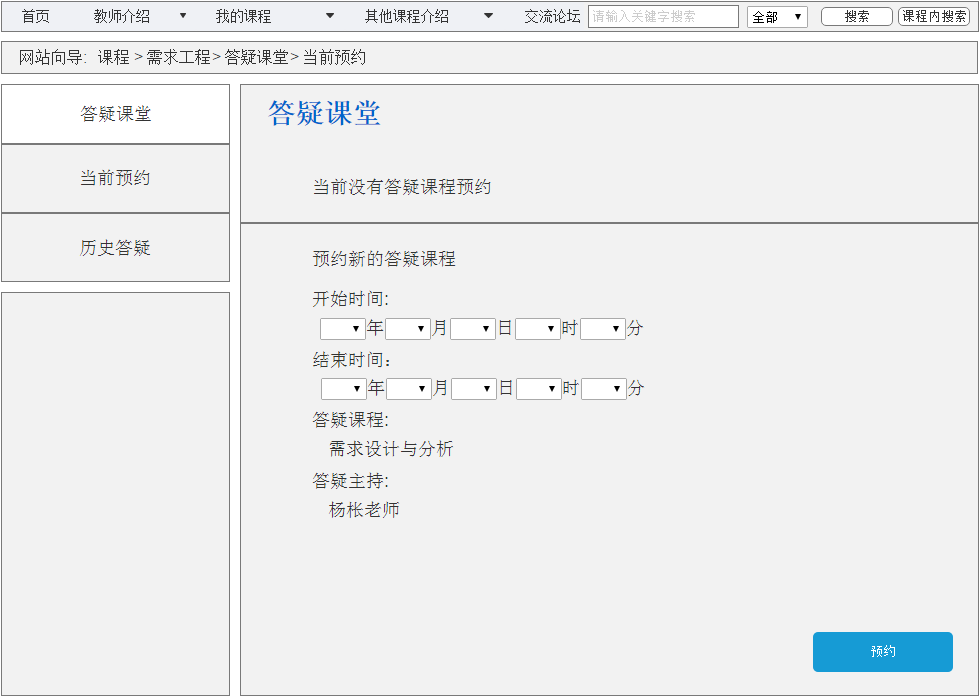 首页 教师介绍 我的课程 其他课程介绍 交流论坛 请输入关键字搜索 全部 搜索 课程内搜索
网站向导: 课程 > 需求工程> 答疑课堂> 当前预约
答疑课堂
当前预约
历史答疑
答疑课堂
当前没有答疑课程预约
预约新的答疑课程
开始时间:
年 月 日 时 分
结束时间:
年 月 日 时 分
答疑课程:
需求设计与分析
答疑主持:
杨枨老师
预约